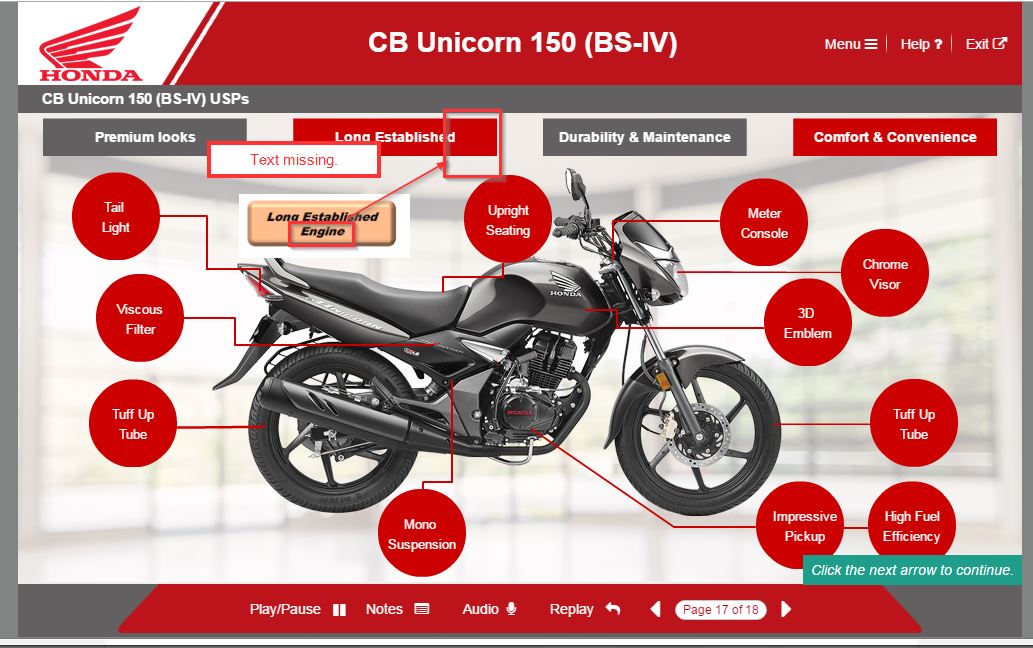 HONDA
CB Unicorn 150 (BS-IV)
Menu
Help ?
Exit
CB Unicorn 150 (BS-IV) USPs
Premium looks
Long Established
Durability & Maintenance
Comfort & Convenience
Text missing.
Long Established
Engine
Tail
Light
Upright
Seating
Meter
Console
Chrome
Visor
Viscous
Filter
3D
Emblem
HONDA
Unicorn
HONDA
Tuff Up
Tube
Tuff Up
Tube
Mono
Suspension
Impressive
Pickup
High Fuel
Efficiency
Click the next arrow to continue.
Play/Pause
Notes
Audio
Replay
Page 17 of 18